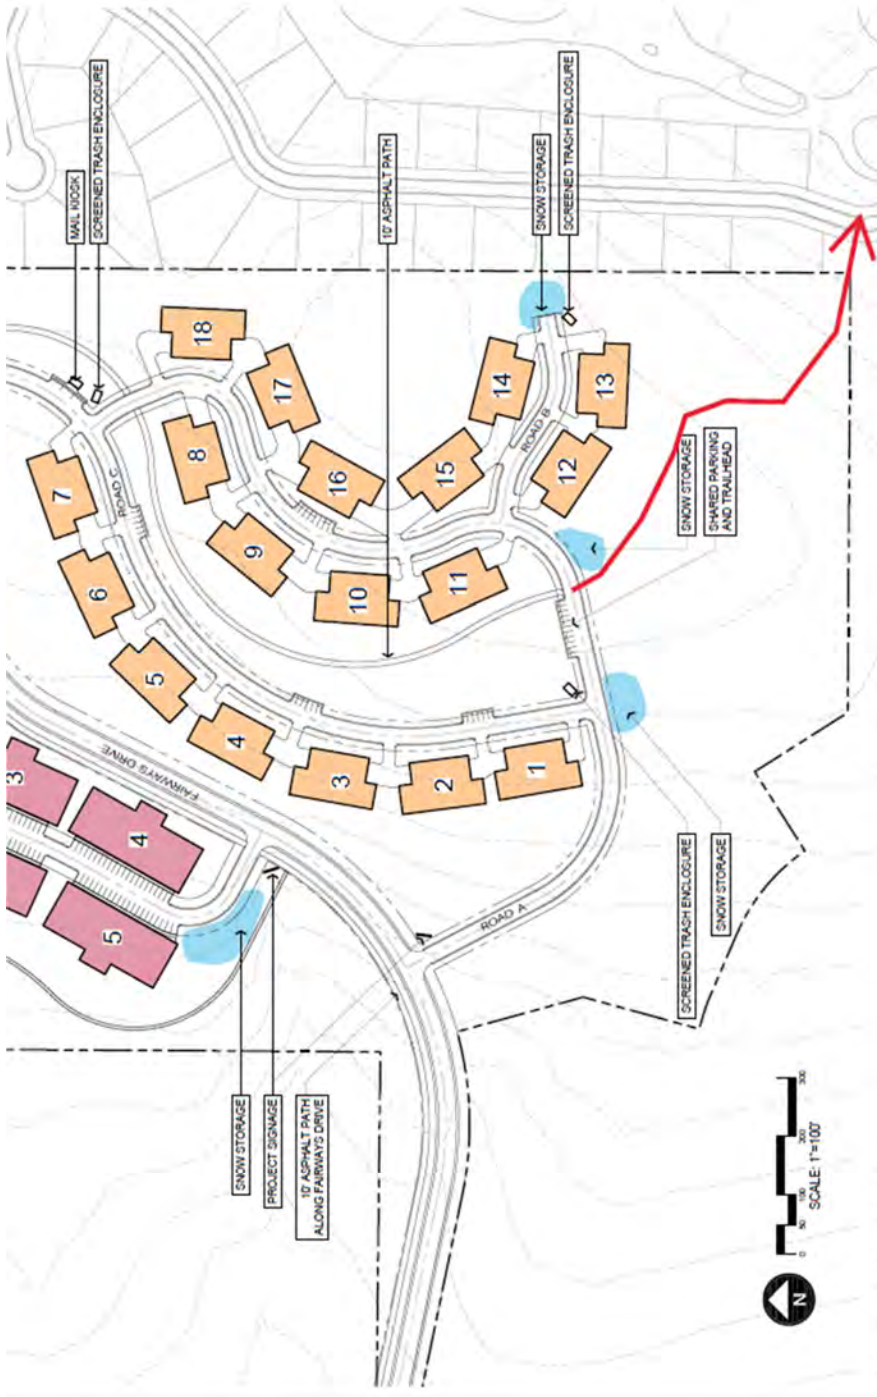 MAIL KIOSK
SCREENED TRASH ENCLOSURE
10' ASPHALT PATH
SNOW STORAGE
SCREENED TRASH ENCLOSURE
18
17
16
15
14
13
12
ROAD B
7
8
9
10
11
ROAD C
6
5
4
3
2
1
SNOW STORAGE
SHARED PARKING
AND TRAILHEAD
3
4
5
FAIRWAYS DRIVE
ROAD A
SCREENED TRASH ENCLOSURE
SNOW STORAGE
SNOW STORAGE
PROJECT SIGNAGE
10' ASPHALT PATH
ALONG FAIRWAYS DRIVE
0 50 100 200 300
SCALE: 1"=100'
N